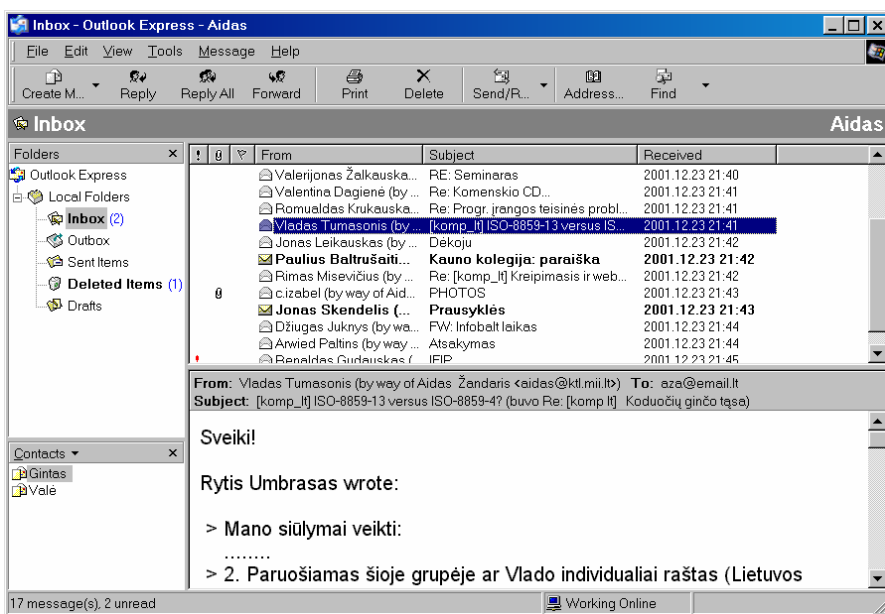 Inbox - Outlook Express - Aidas
File Edit View Tools Message Help
Create M... Reply Reply All Forward Print Delete Send/R... Address... Find
Inbox Aidas
Folders
Outlook Express
Local Folders
Inbox (2)
Outbox
Sent Items
Deleted Items (1)
Drafts
Contacts
Gintas
Valė
! From Subject Received
Valerijonas Žalkauska... RE: Seminaras 2001.12.23 21:40
Valentina Dagienė (by ... Re: Komenskio CD... 2001.12.23 21:41
Romualdas Krukauska... Re: Progr. įrangos teisinės probl... 2001.12.23 21:41
Vladas Tumasonis (by ... [komp_lt] ISO-8859-13 versus IS... 2001.12.23 21:41
Jonas Leikauskas (by ... Dėkoju 2001.12.23 21:42
Paulius Baltrušaiti... Kauno kolegija: paraiška 2001.12.23 21:42
Rimas Misevičius (by ... Re: [komp_lt] Kreipimasis ir web... 2001.12.23 21:42
c.izabel (by way of Aid... PHOTOS 2001.12.23 21:43
Jonas Skendelis (... Prausyklės 2001.12.23 21:43
Džiugas Juknys (by wa... FW: Infobalt laikas 2001.12.23 21:44
Arwied Paltins (by way ... Atsakymas 2001.12.23 21:44
! Renaldas Gudauskas ( IFIP 2001.12.23 21:45
From: Vladas Tumasonis (by way of Aidas Žandaris <aidas@ktl.mii.lt>) To: aza@email.lt
Subject: [komp_lt] ISO-8859-13 versus ISO-8859-4? (buvo Re: [komp lt] Koduočių ginčo tąsa)
Sveiki!
Rytis Umbrasas wrote:
> Mano siūlymai veikti:
........
> 2. Paruošiamas šioje grupėje ar Vlado individualiai raštas (Lietuvos
17 message(s), 2 unread Working Online